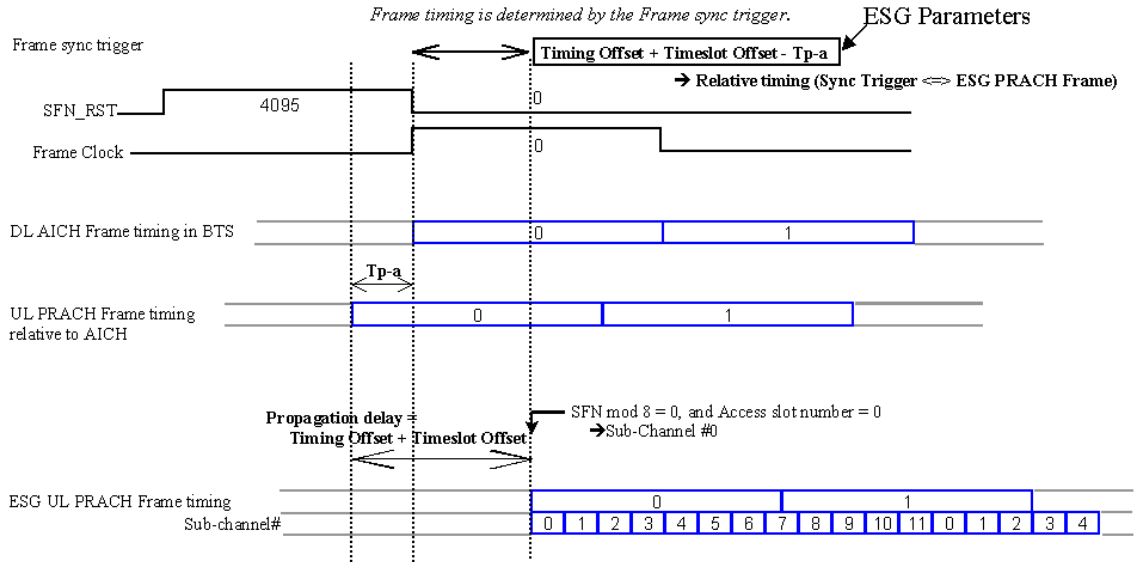 Frame timing is determined by the Frame sync trigger.
ESG Parameters
Frame sync trigger
Timing Offset + Timeslot Offset - Tp-a
➔ Relative timing (Sync Trigger <=> ESG PRACH Frame)
SFN_RST
4095
0
Frame Clock
0
DL AICH Frame timing in BTS
0
1
Tp-a
UL PRACH Frame timing
relative to AICH
0
1
Propagation delay =
Timing Offset + Timeslot Offset
SFN mod 8 = 0, and Access slot number = 0
➔Sub-Channel #0
ESG UL PRACH Frame timing
0
1
Sub-channel#
0 1 2 3 4 5 6 7 8 9 10 11 0 1 2 3 4